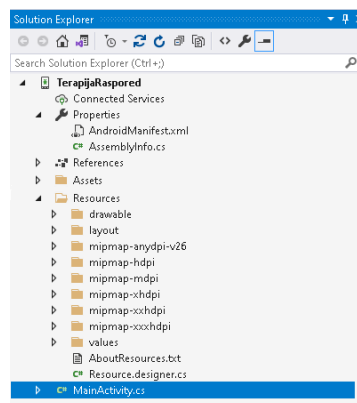 Solution Explorer
Search Solution Explorer (Ctrl+;)
TerapijaRaspored
Connected Services
Properties
AndroidManifest.xml
C# AssemblyInfo.cs
References
Assets
Resources
drawable
layout
mipmap-anydpi-v26
mipmap-hdpi
mipmap-mdpi
mipmap-xhdpi
mipmap-xxhdpi
mipmap-xxxhdpi
values
AboutResources.txt
C# Resource.designer.cs
C# MainActivity.cs